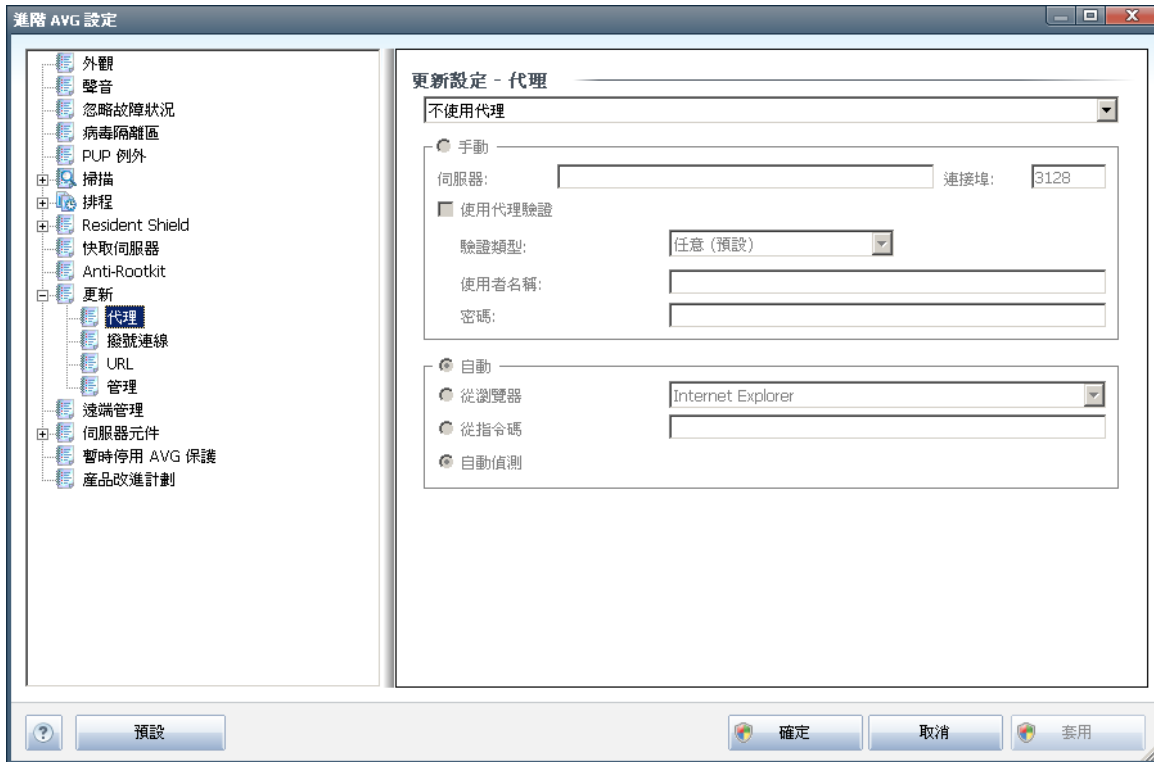 進階 AVG 設定
外觀
聲音
忽略故障狀況
病毒隔離區
PUP 例外
掃描
排程
Resident Shield
快取伺服器
Anti-Rootkit
更新
代理
撥號連線
URL
管理
遠端管理
伺服器元件
暫時停用 AVG 保護
產品改進計劃
更新設定 - 代理
不使用代理
手動
伺服器:
連接埠: 3128
使用代理驗證
驗證類型: 任意 (預設)
使用者名稱:
密碼:
自動
從瀏覽器 Internet Explorer
從指令碼
自動偵測
?
預設
確定
取消
套用